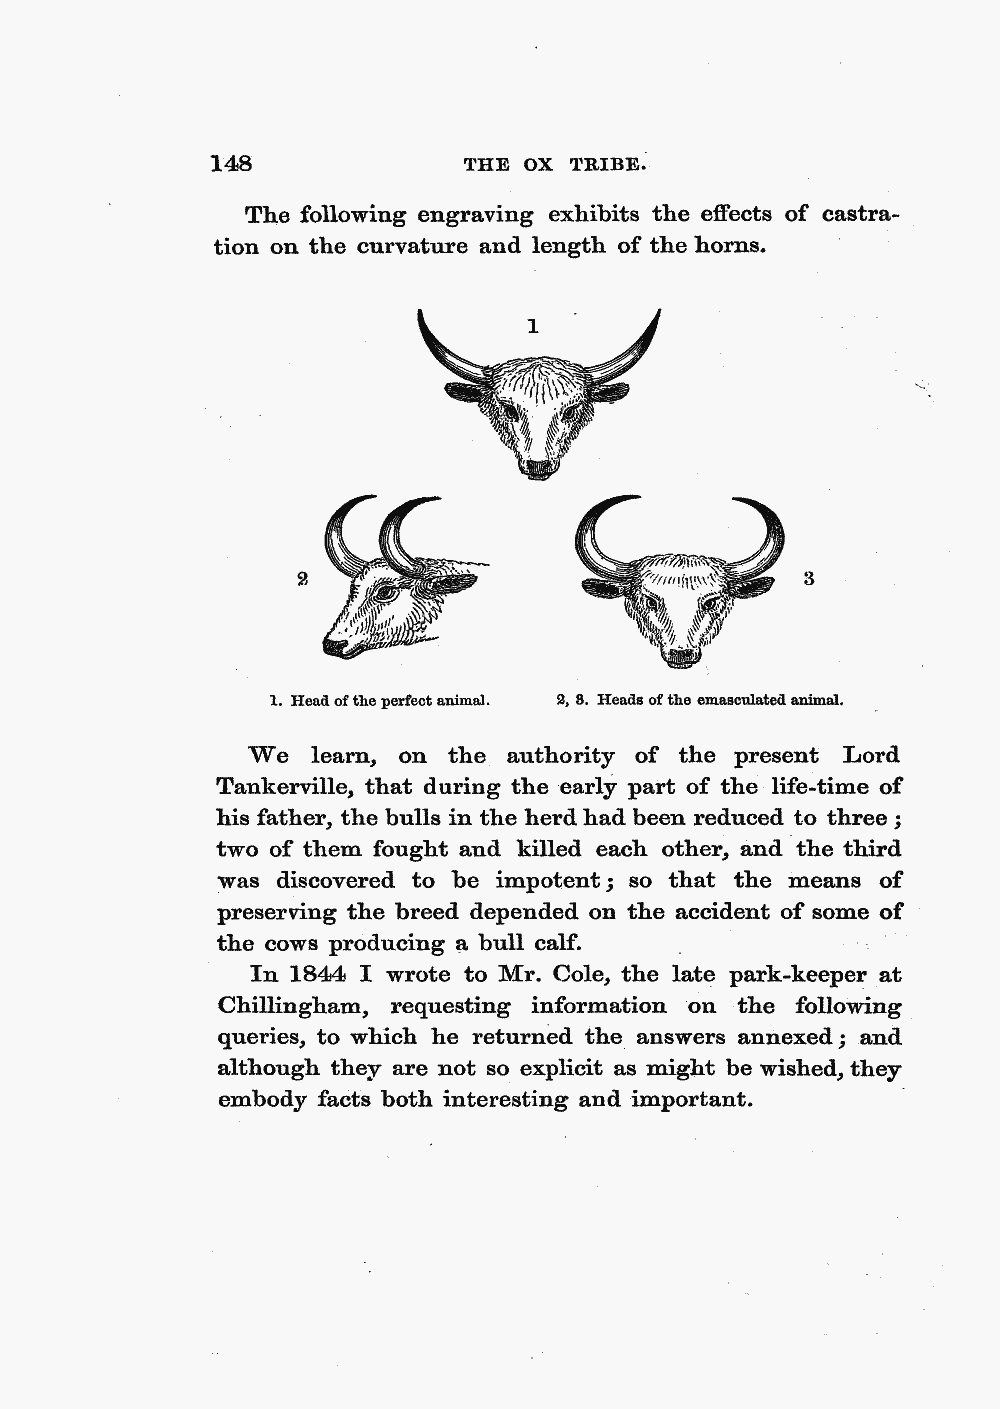 148 THE OX TRIBE.
The following engraving exhibits the effects of castra-
tion on the curvature and length of the horns.
1
2
3
1. Head of the perfect animal. 2, 3. Heads of the emasculated animal.
We learn, on the authority of the present Lord
Tankerville, that during the early part of the life-time of
his father, the bulls in the herd had been reduced to three ;
two of them fought and killed each other, and the third
was discovered to be impotent ; so that the means of
preserving the breed depended on the accident of some of
the cows producing a bull calf.
In 1844 I wrote to Mr. Cole, the late park-keeper at
Chillingham, requesting information on the following
queries, to which he returned the answers annexed ; and
although they are not so explicit as might be wished, they
embody facts both interesting and important.